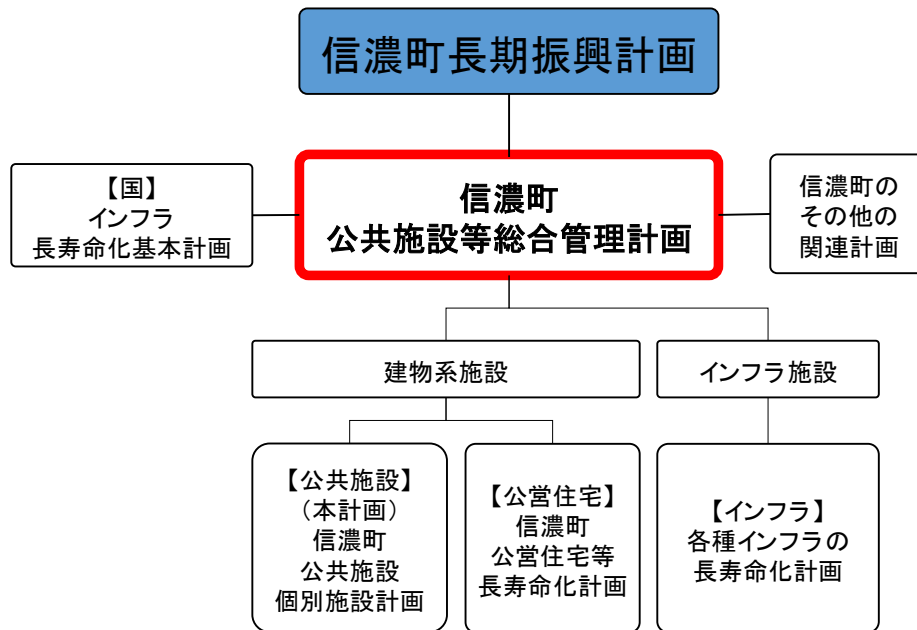 信濃町長期振興計画
【国】
インフラ
長寿命化基本計画
信濃町
公共施設等総合管理計画
信濃町の
その他の
関連計画
建物系施設
インフラ施設
【公共施設】
（本計画）
信濃町
公共施設
個別施設計画
【公営住宅】
信濃町
公営住宅等
長寿命化計画
【インフラ】
各種インフラの
長寿命化計画